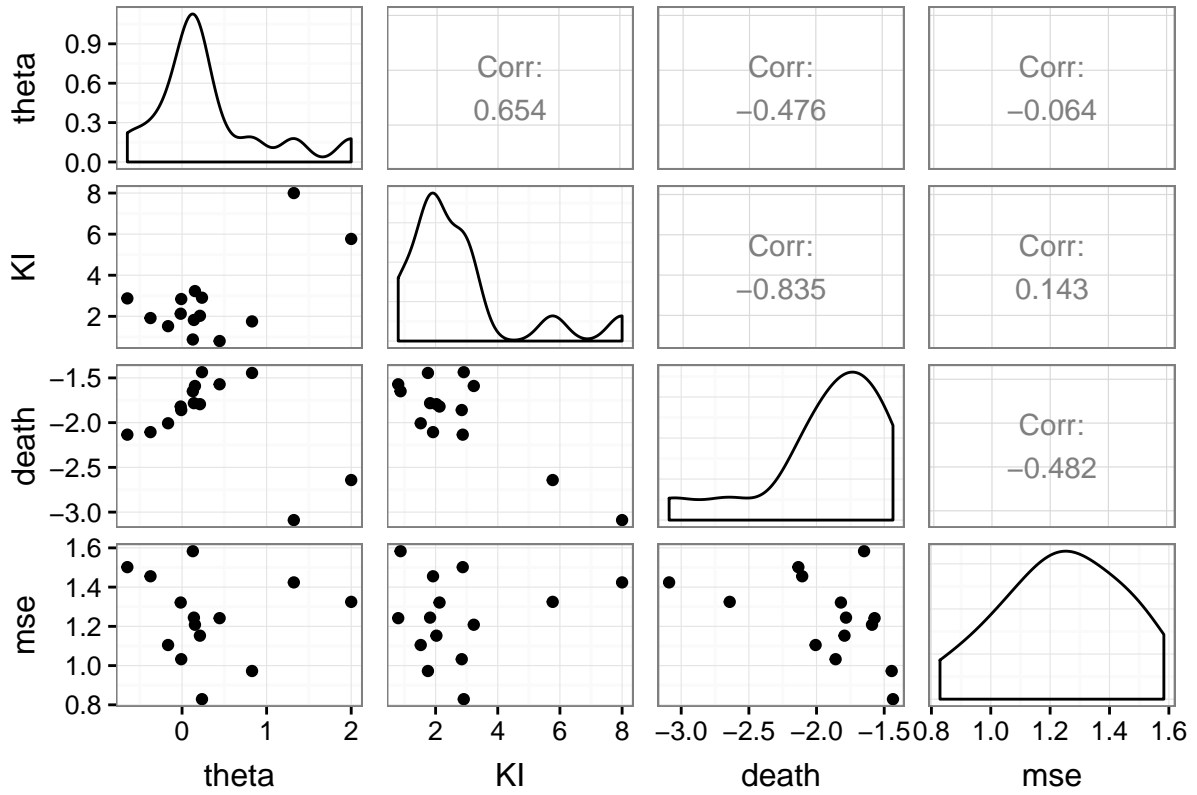 theta
0.9
0.6
0.3
0.0
Corr:
0.654
Corr:
−0.476
Corr:
−0.064
KI
8
6
4
2
Corr:
−0.835
Corr:
0.143
death
−1.5
−2.0
−2.5
−3.0
Corr:
−0.482
mse
1.6
1.4
1.2
1.0
0.8
0 1 2
2 4 6 8
−3.0 −2.5 −2.0 −1.5
0.8 1.0 1.2 1.4 1.6
theta
KI
death
mse